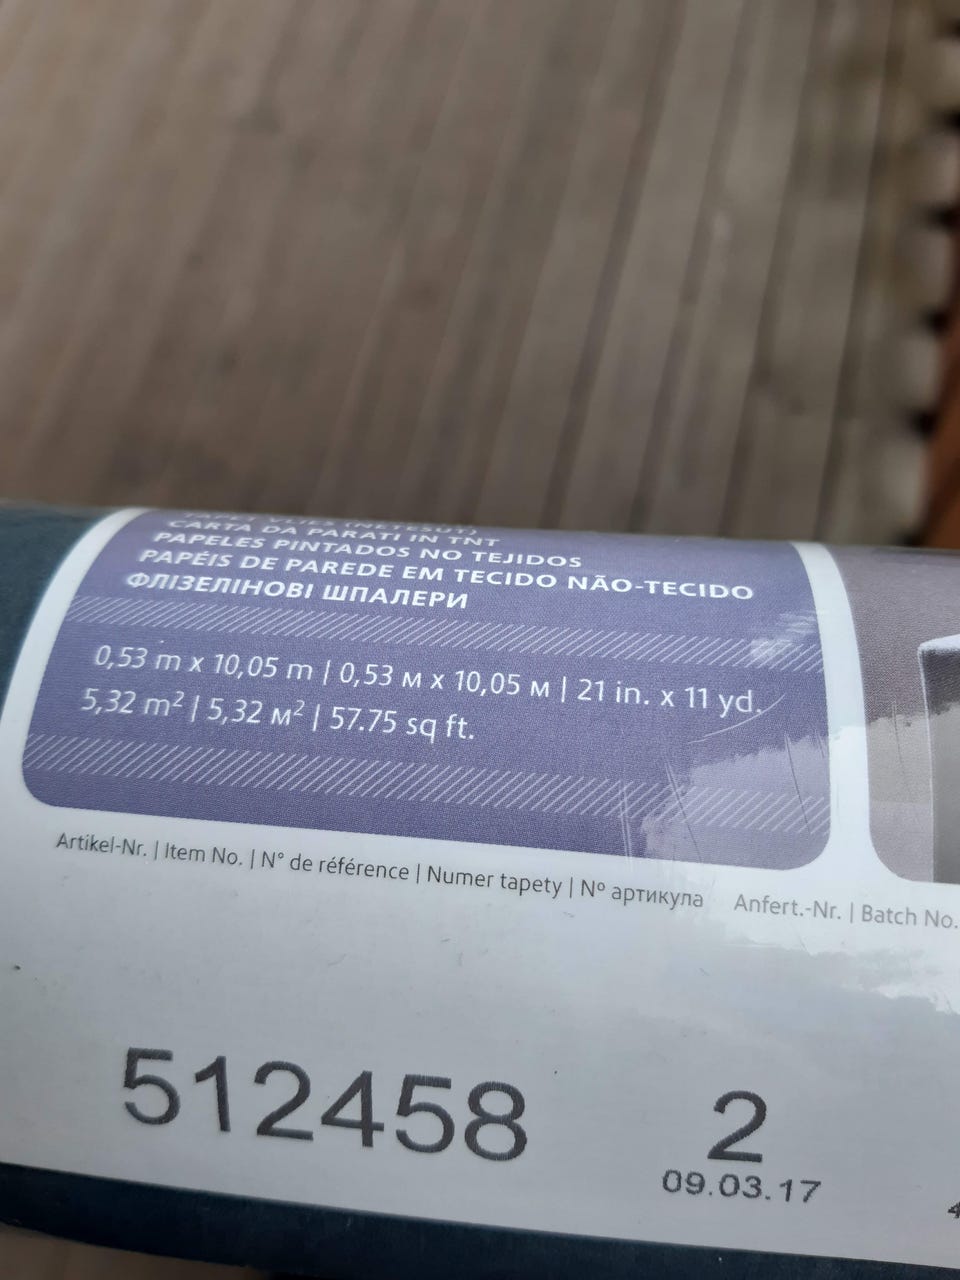 CARTA DA PARATI IN TNT
PAPELES PINTADOS NO TEJIDOS
PAPÉIS DE PAREDE EM TECIDO NÃO-TECIDO
ФЛІЗЕЛІНОВІ ШПАЛЕРИ
0,53 m x 10,05 m | 0,53 м x 10,05 м | 21 in. x 11 yd.
5,32 m² | 5,32 м² | 57.75 sq ft.
Artikel-Nr. | Item No. | N° de référence | Numer tapety | Nº артикула
Anfert.-Nr. | Batch No.
512458
2
09.03.17